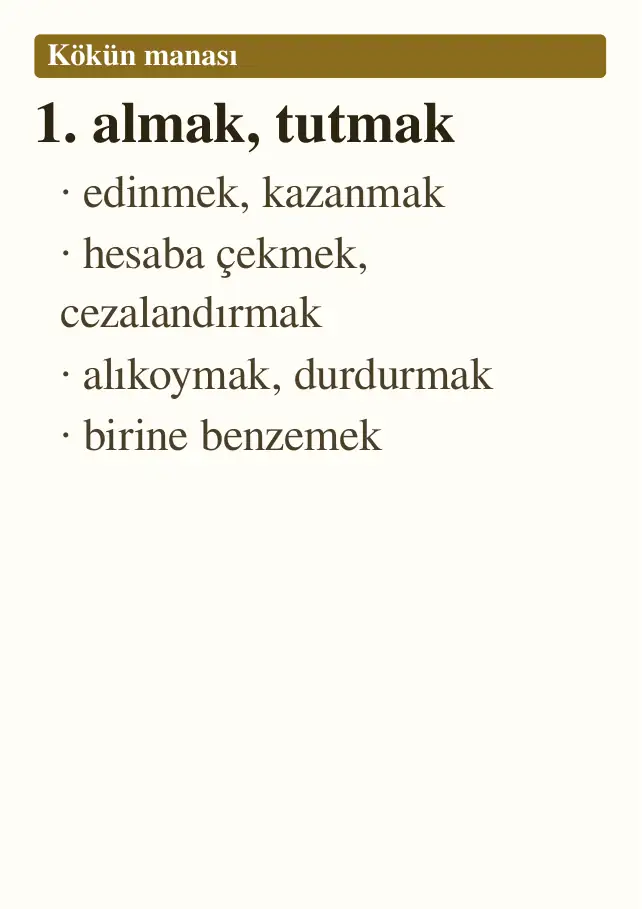 Kökün manası
1. almak, tutmak
· edinmek, kazanmak
· hesaba çekmek,
cezalandırmak
· alıkoymak, durdurmak
· birine benzemek